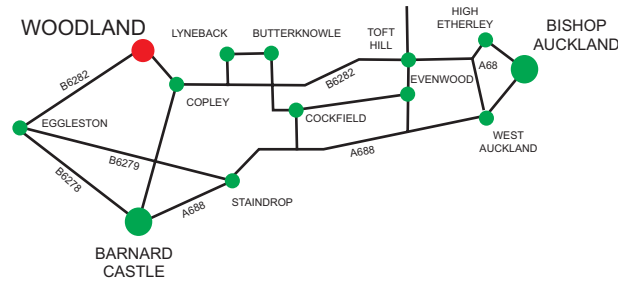 HIGH
ETHERLEY
BISHOP
AUCKLAND
WOODLAND
LYNEBACK
BUTTERKNOWLE
TOFT
HILL
A68
B6282
B6282
EVENWOOD
COPLEY
COCKFIELD
EGGLESTON
WEST
AUCKLAND
A688
B6279
B6278
STAINDROP
A688
BARNARD
CASTLE